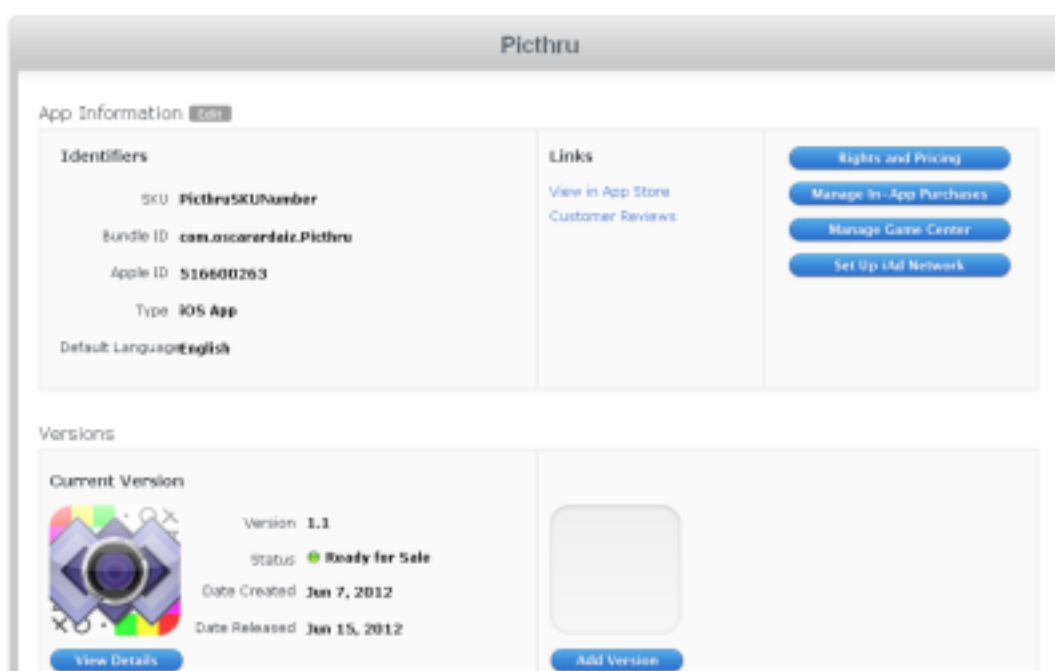 Picthru
App Information Edit
Identifiers
SKU PicthruSKUNumber
Bundle ID com.oscarardaiz.Picthru
Apple ID 516600263
Type iOS App
Default Language English
Links
View in App Store
Customer Reviews
Rights and Pricing
Manage In-App Purchases
Manage Game Center
Set Up iAd Network
Versions
Current Version
Version 1.1
Status Ready for Sale
Date Created Jun 7, 2012
Date Released Jun 15, 2012
View Details
Add Version